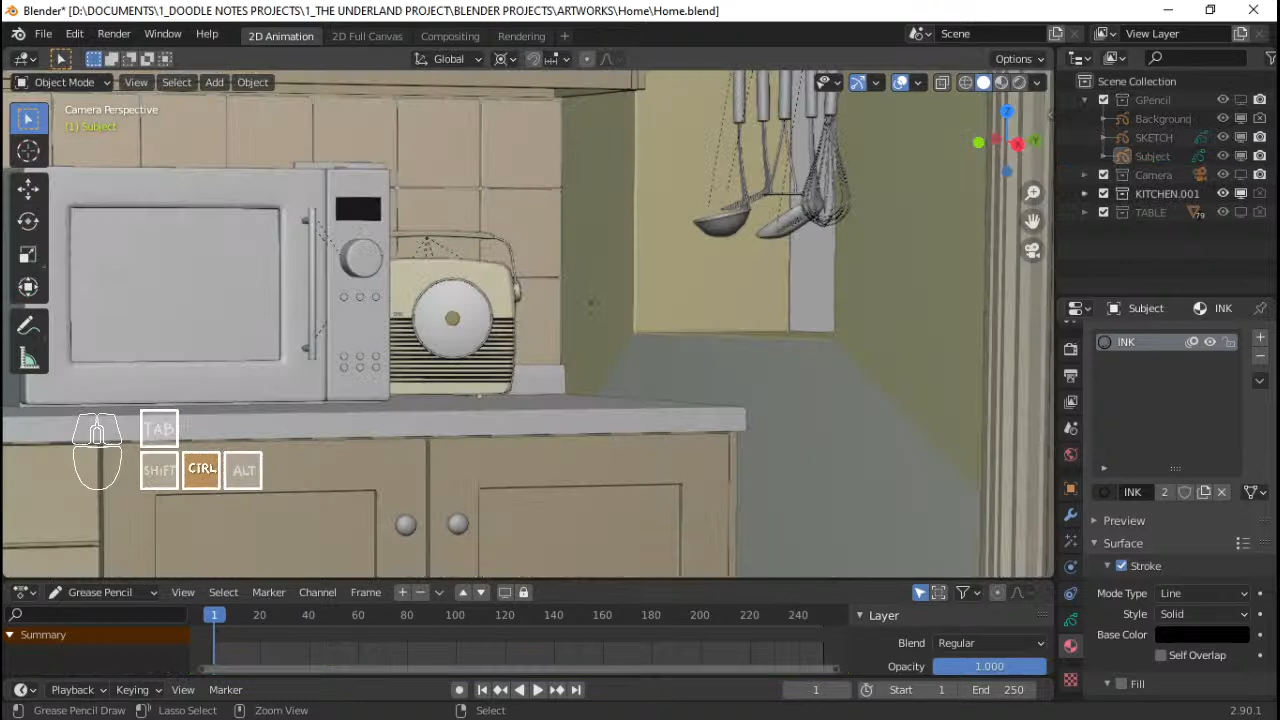 Blender* [D:\DOCUMENTS\1_DOODLE NOTES PROJECTS\1_THE UNDERLAND PROJECT\BLENDER PROJECTS\ARTWORKS\Home\Home.blend]
File Edit Render Window Help 2D Animation 2D Full Canvas Compositing Rendering + Scene View Layer
Global Options
Object Mode View Select Add Object
Camera Perspective
(1) Subject
Scene Collection
GPencil
Background
SKETCH
Subject
Camera
KITCHEN.001
TABLE 79
Subject INK
INK
INK 2
Preview
Surface
Stroke
Mode Type Line
Style Solid
Base Color
Self Overlap
Fill
TAB
SHIFT CTRL ALT
Grease Pencil View Select Marker Channel Frame
1 20 40 60 80 100 120 140 160 180 200 220 240
Summary
Layer
Blend Regular
Opacity 1.000
Playback Keying View Marker 1 Start 1 End 250
Grease Pencil Draw Lasso Select Zoom View Select 2.90.1